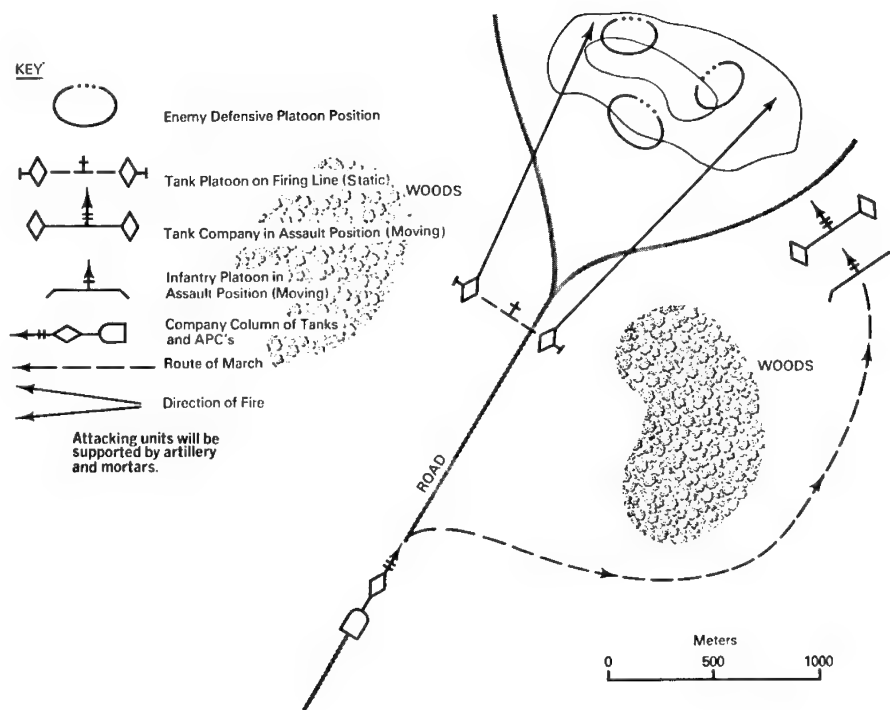 KEY
Enemy Defensive Platoon Position
Tank Platoon on Firing Line (Static)
WOODS
Tank Company in Assault Position (Moving)
Infantry Platoon in
Assault Position (Moving)
Company Column of Tanks
and APC's
Route of March
Direction of Fire
Attacking units will be
supported by artillery
and mortars.
WOODS
ROAD
Meters
0 500 1000